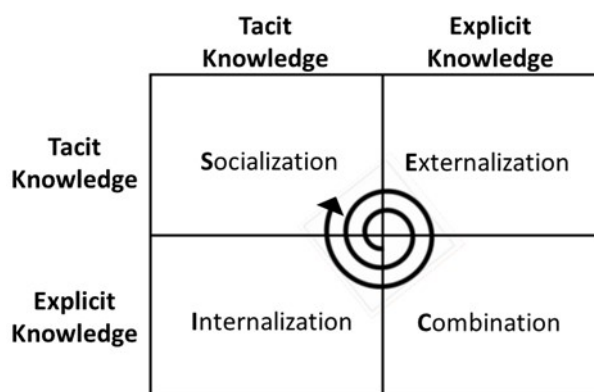 Tacit
Knowledge
Explicit
Knowledge
Tacit
Knowledge
Socialization
Externalization
Explicit
Knowledge
Internalization
Combination